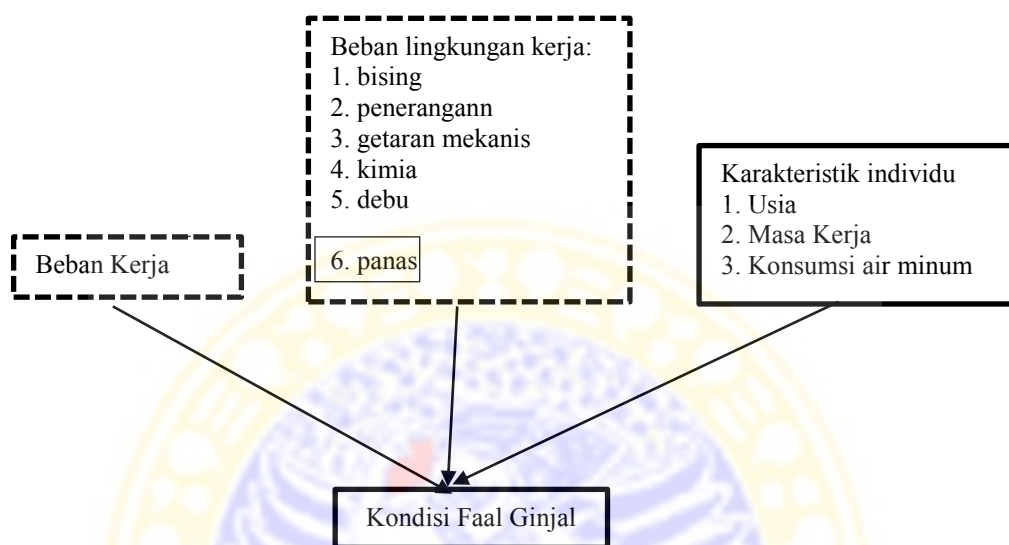 Beban lingkungan kerja:
1. bising
2. penerangann
3. getaran mekanis
4. kimia
5. debu
6. panas
Karakteristik individu
1. Usia
2. Masa Kerja
3. Konsumsi air minum
Beban Kerja
Kondisi Faal Ginjal